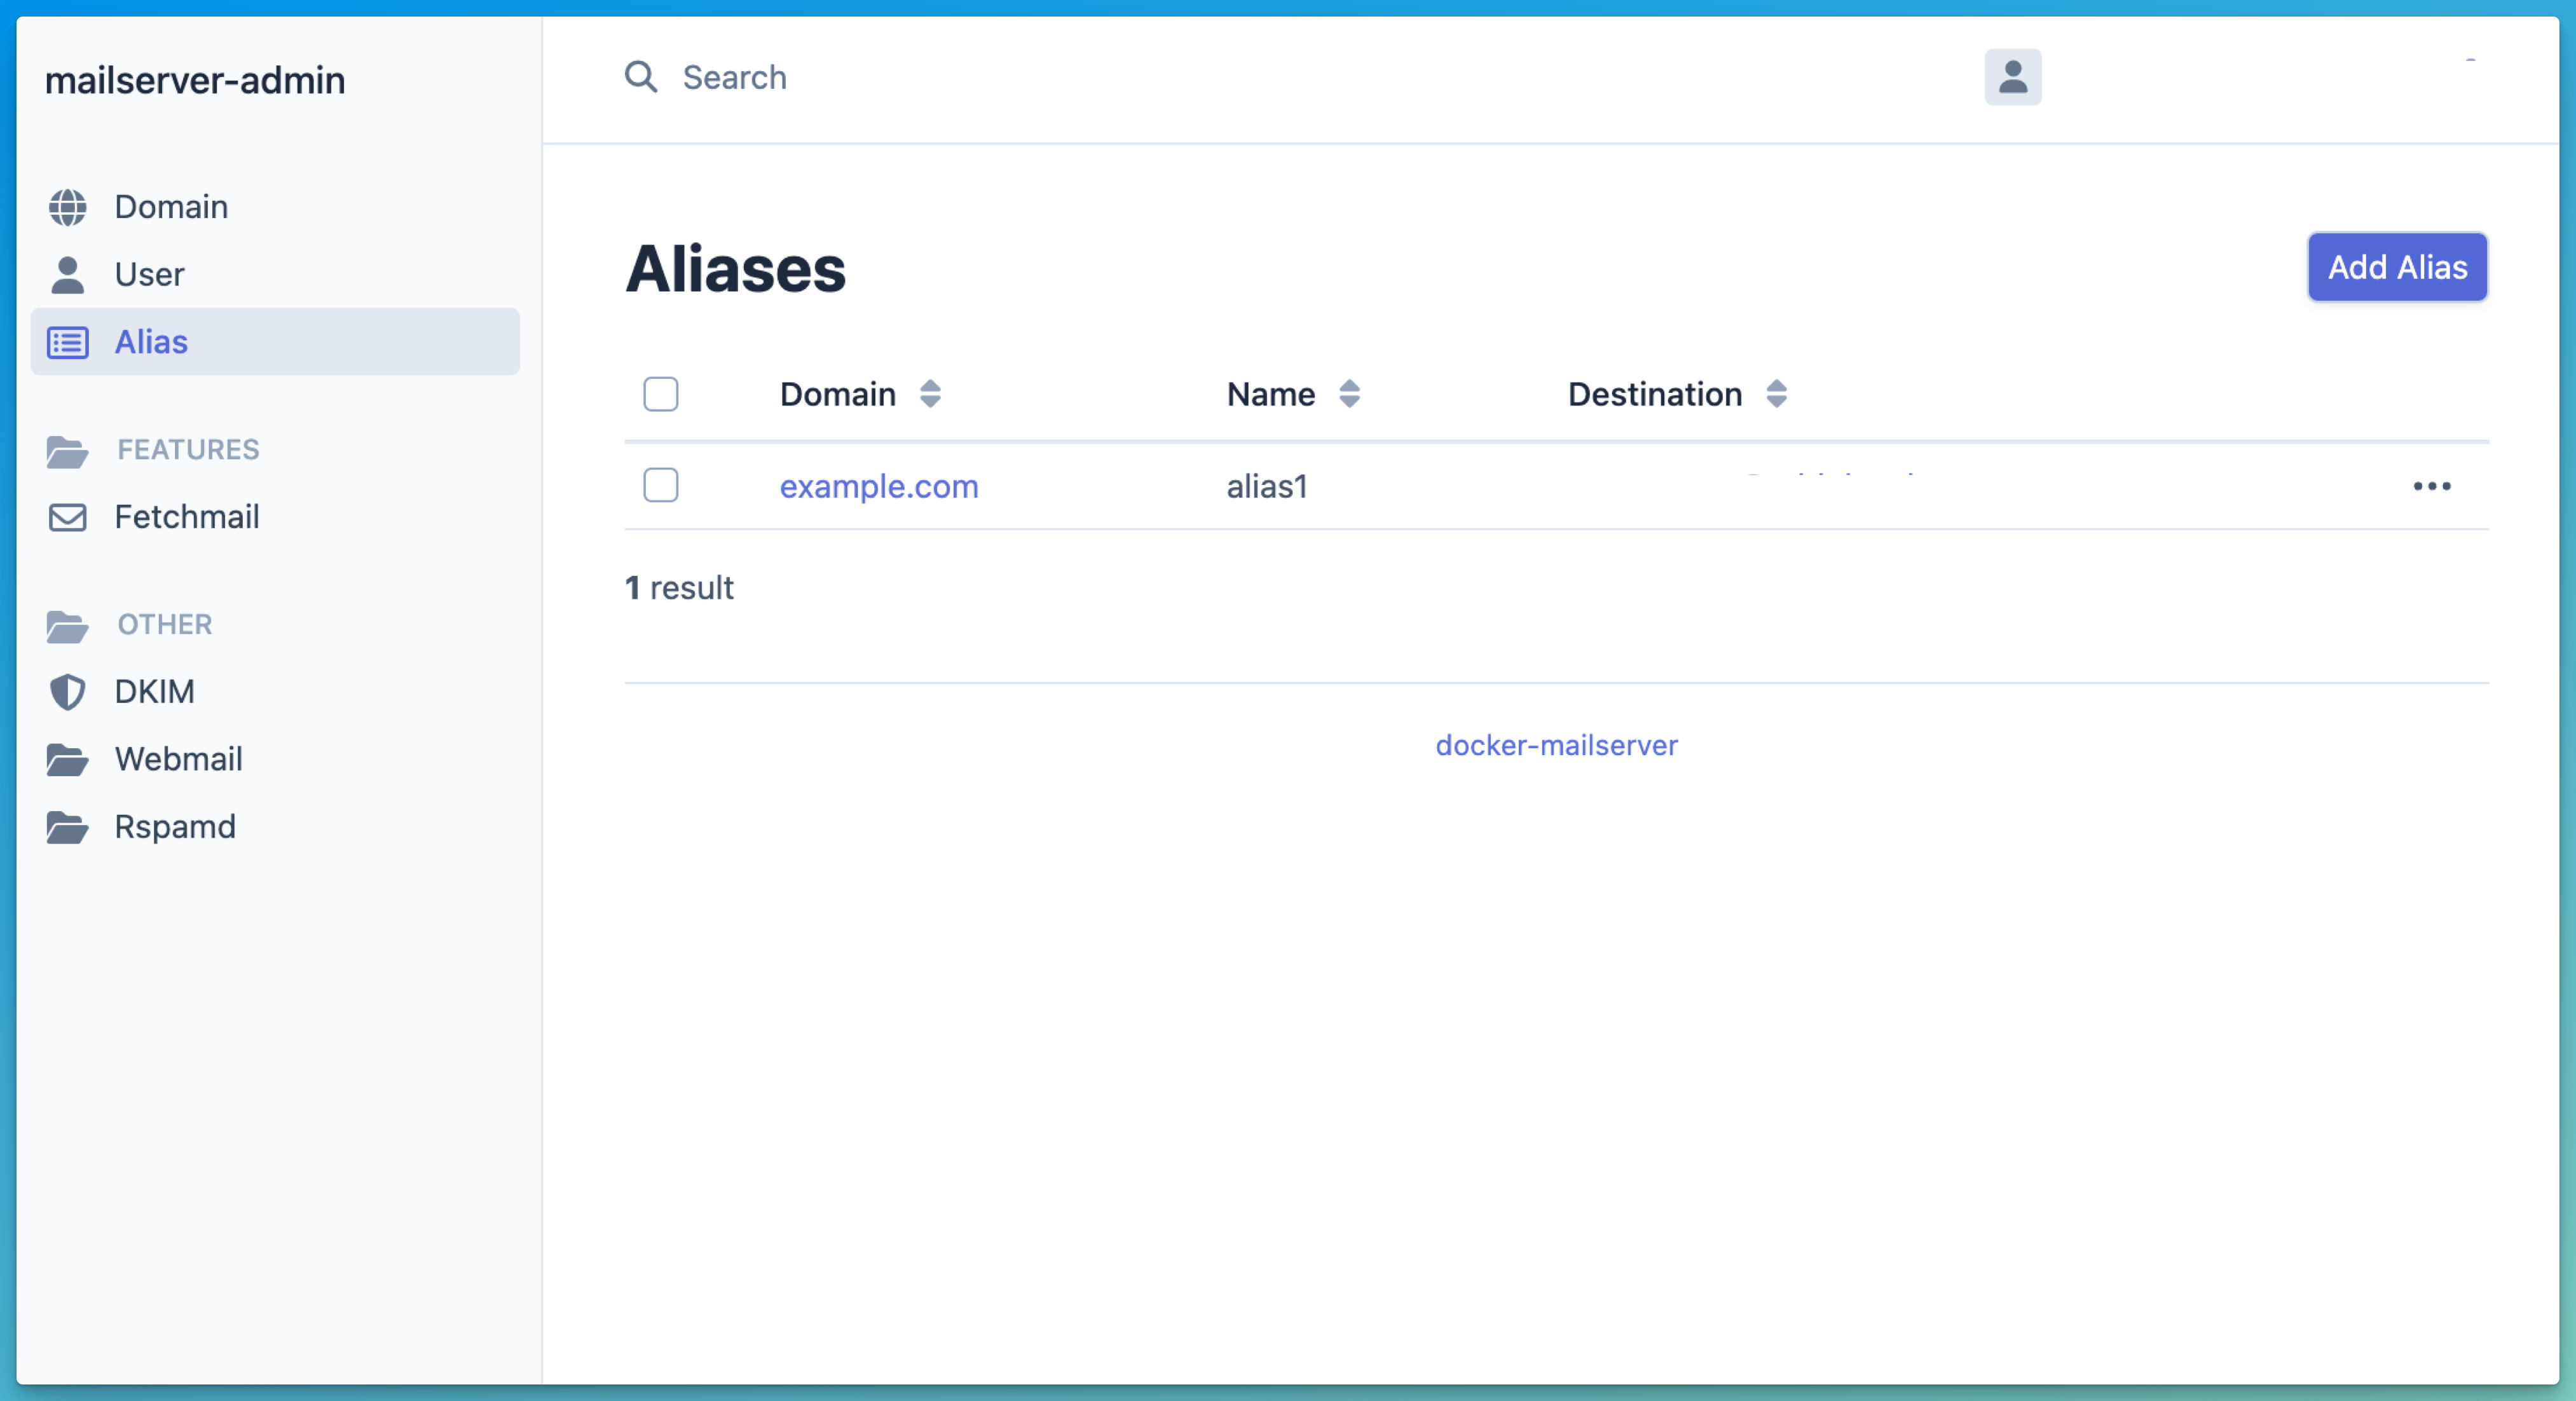 mailserver-admin
Search
Domain
User
Alias
FEATURES
Fetchmail
OTHER
DKIM
Webmail
Rspamd
Aliases
Add Alias
Domain Name Destination
example.com alias1
1 result
docker-mailserver